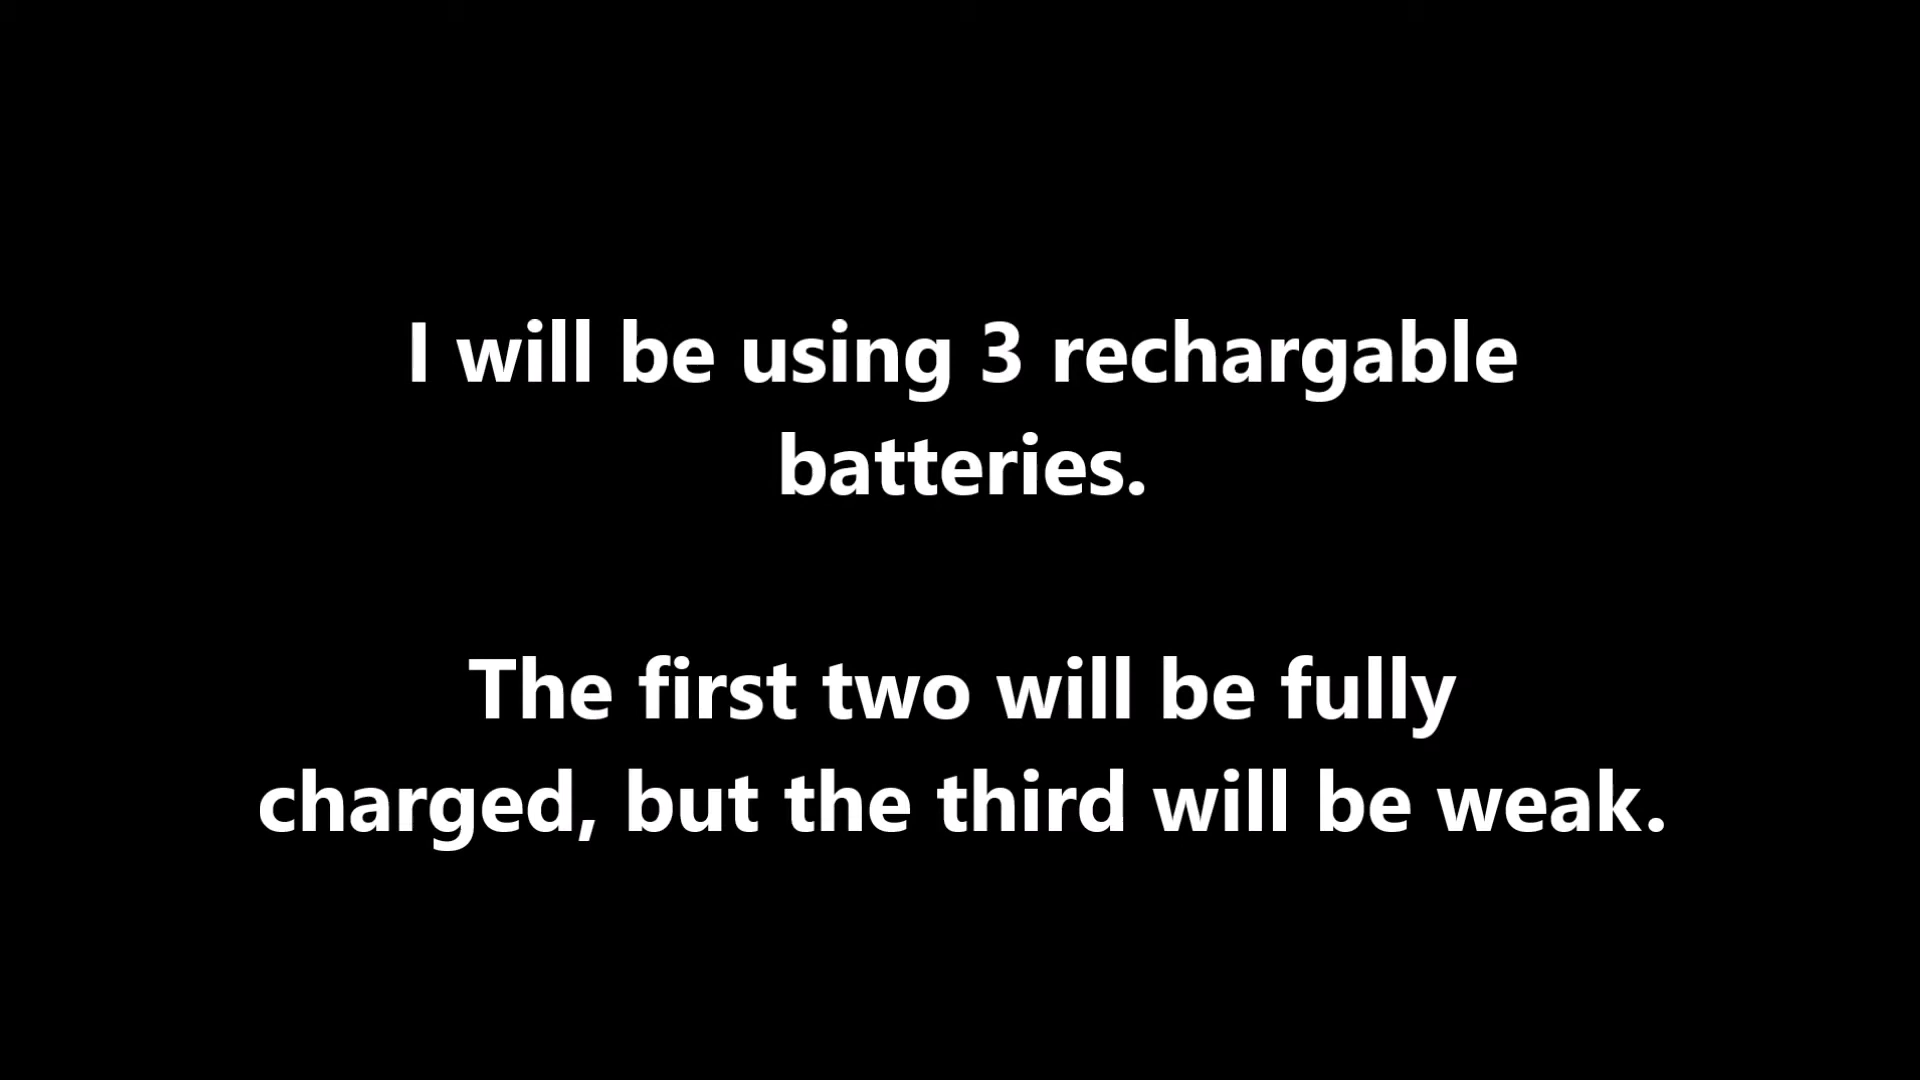 I will be using 3 rechargable
batteries.
The first two will be fully
charged, but the third will be weak.